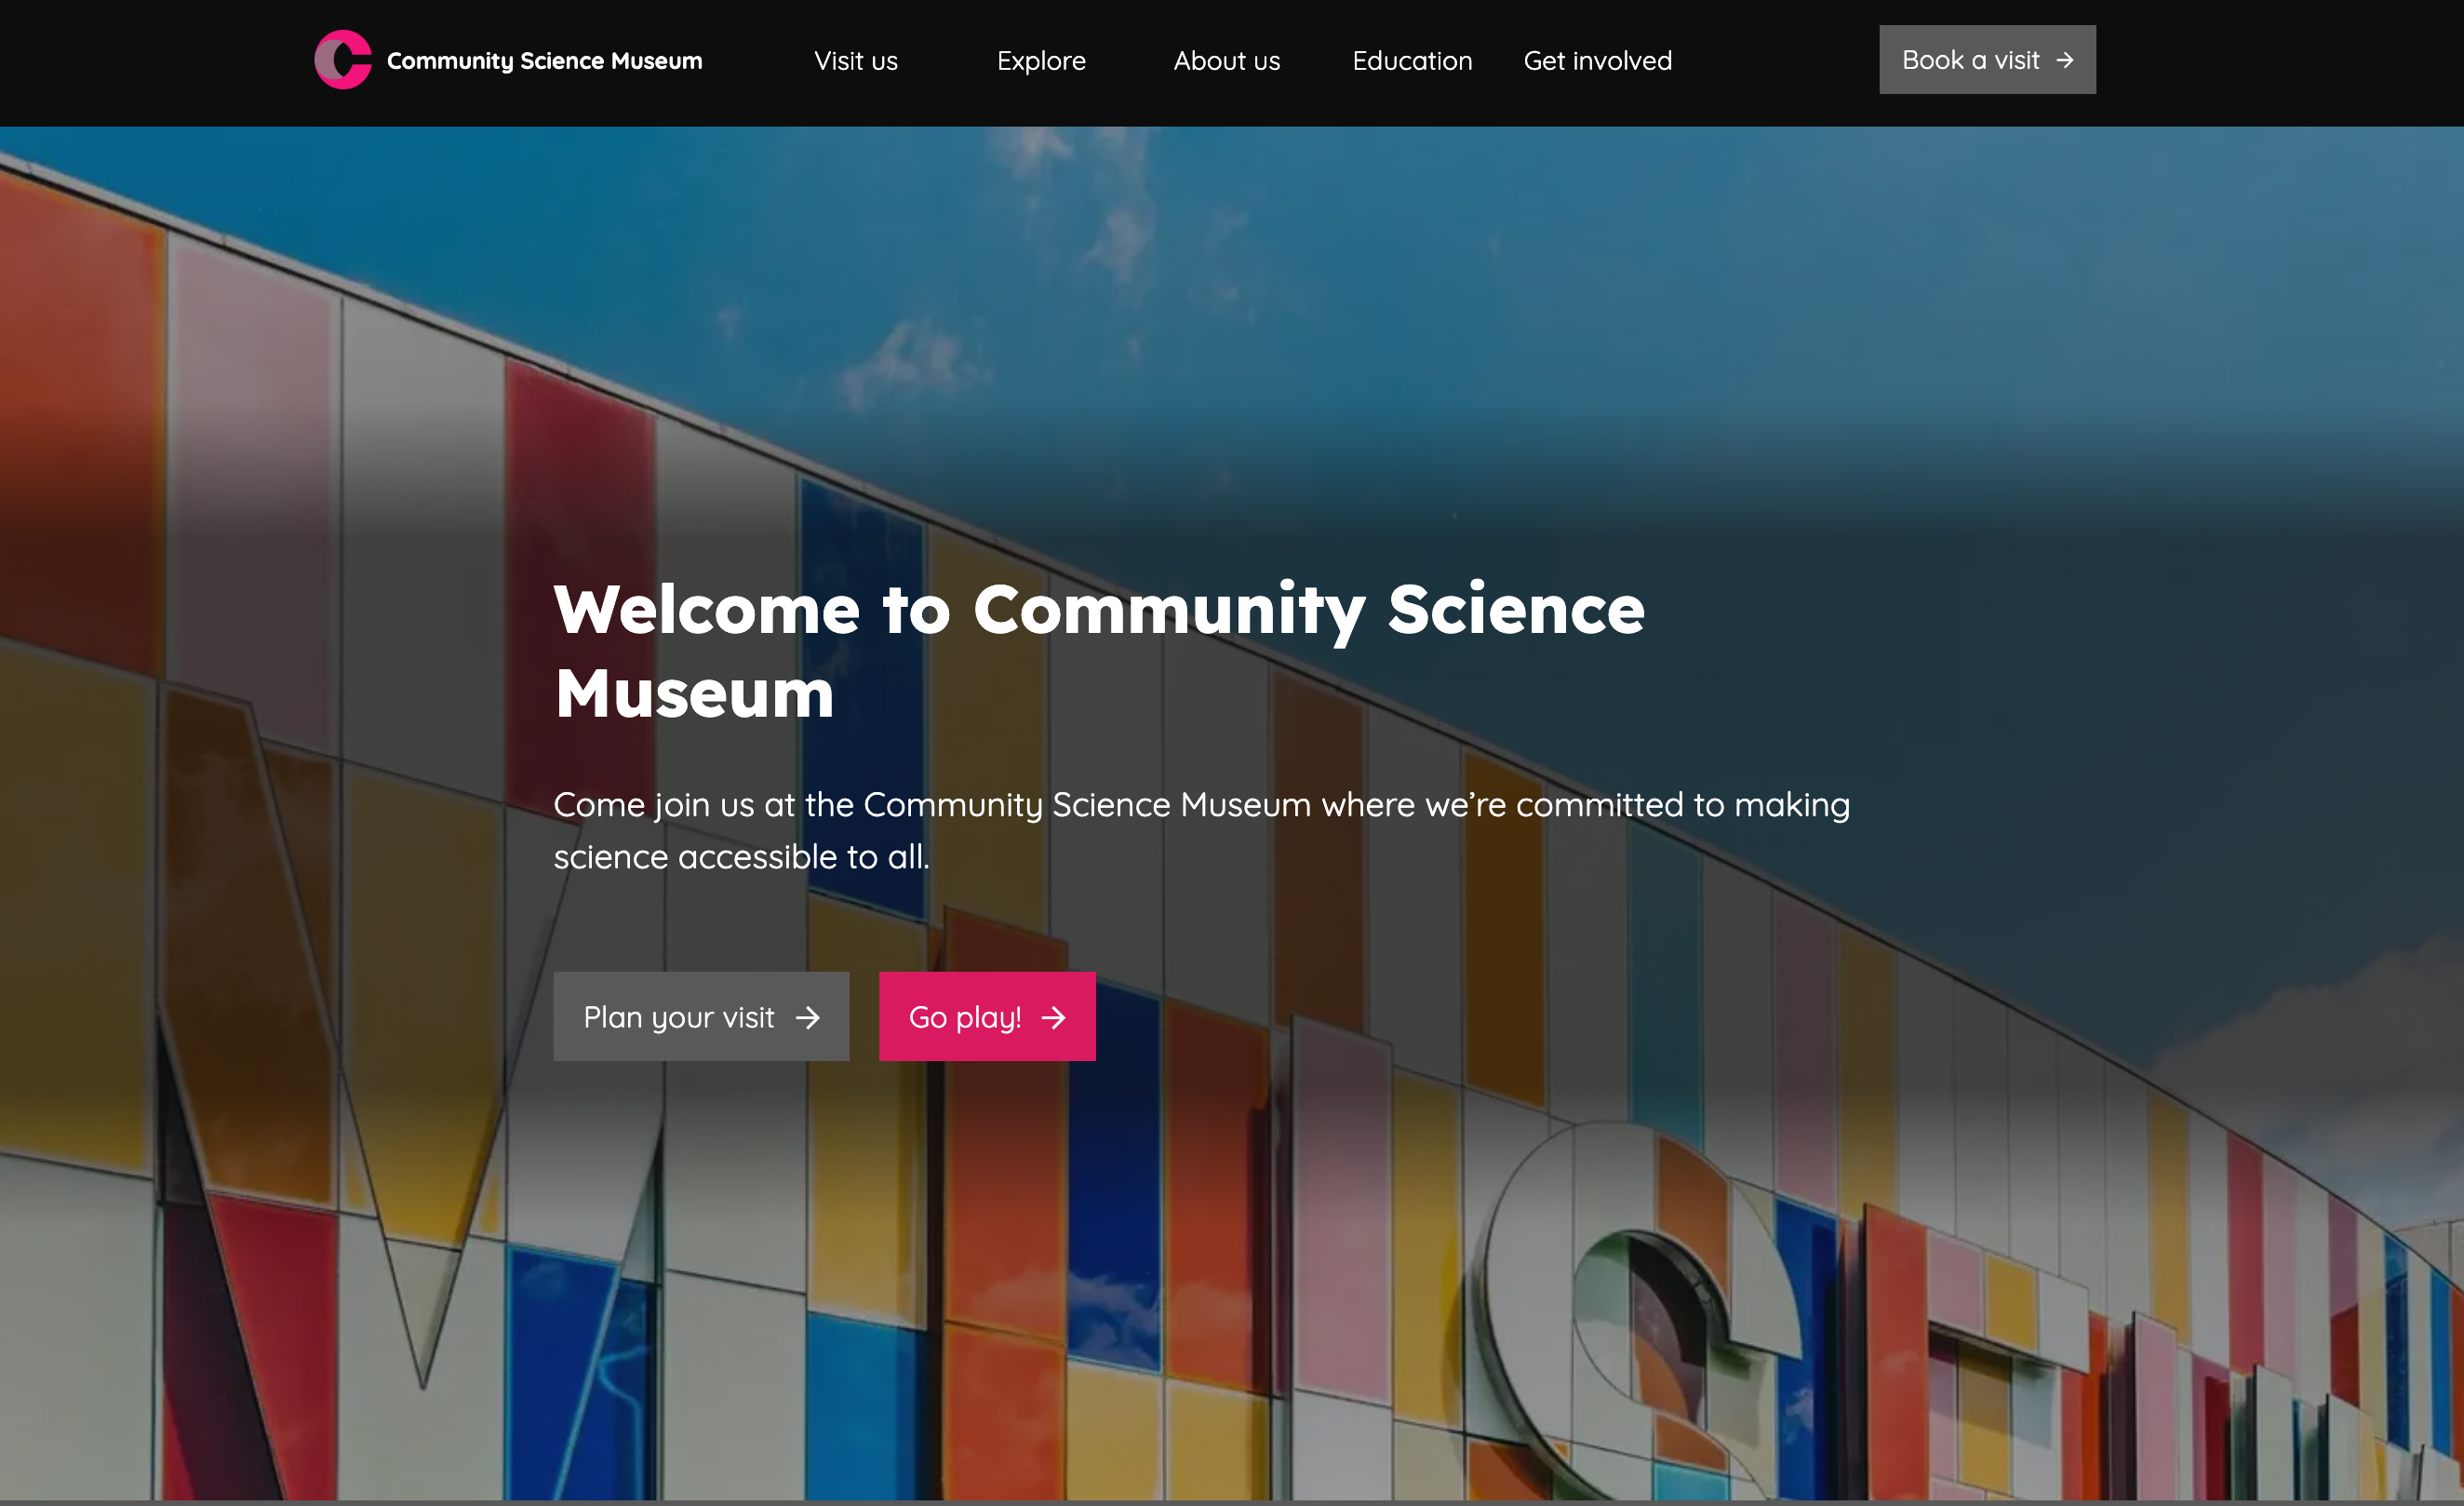 Community Science Museum
Visit us
Explore
About us
Education
Get involved
Book a visit →
Welcome to Community Science
Museum
Come join us at the Community Science Museum where we’re committed to making
science accessible to all.
Plan your visit →
Go play! →
MUSEUM